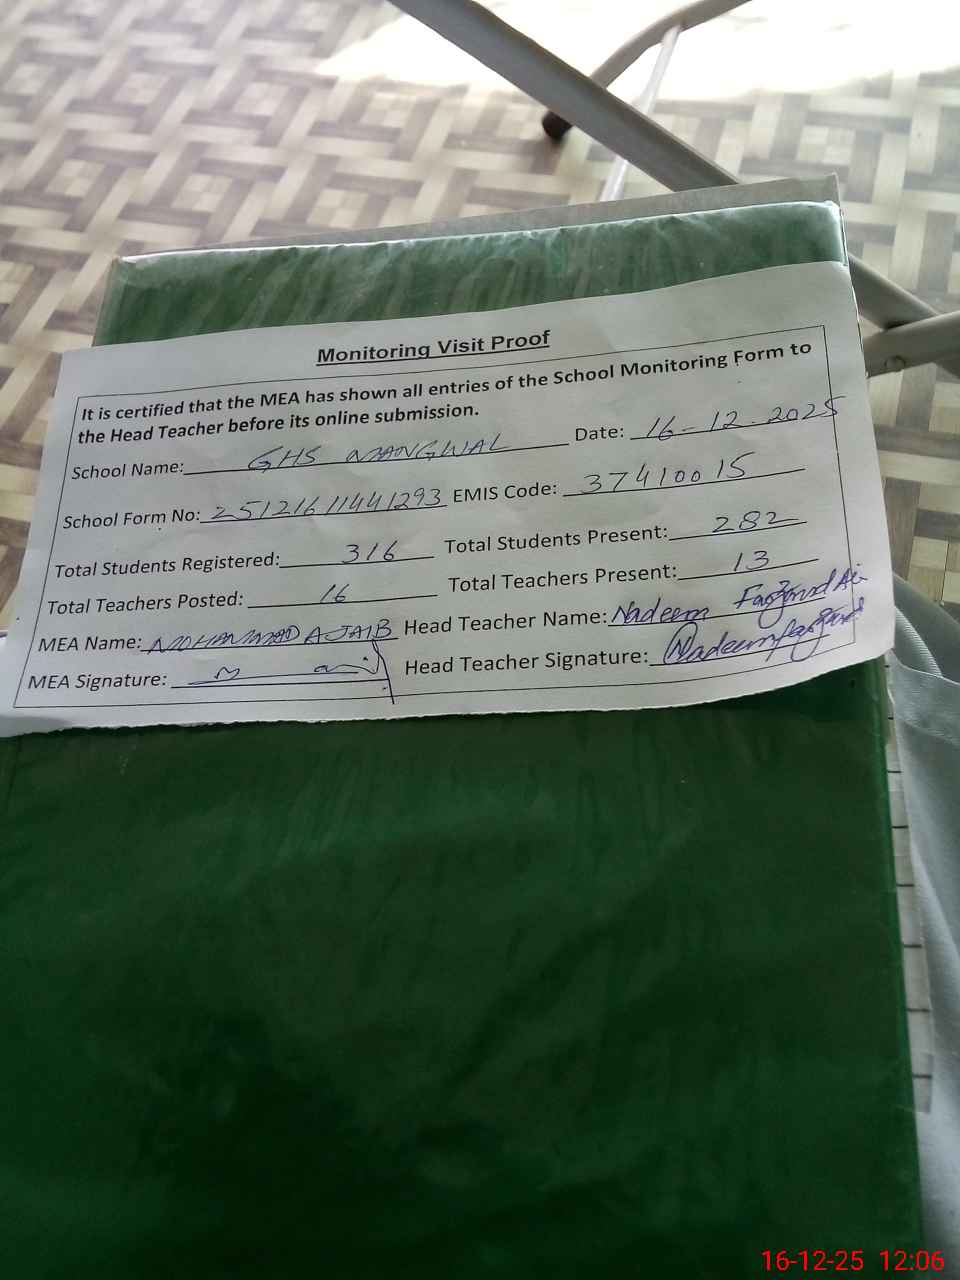 Monitoring Visit Proof
It is certified that the MEA has shown all entries of the School Monitoring Form to
the Head Teacher before its online submission.
School Name: GHS MANGWAL Date: 16-12-2025
School Form No: 25121611441293 EMIS Code: 37410015
Total Students Registered: 316 Total Students Present: 282
Total Teachers Posted: 16 Total Teachers Present: 13
MEA Name: MOHAMMAD AJAIB Head Teacher Name: Nadeem
MEA Signature: Head Teacher Signature:
16-12-25 12:06